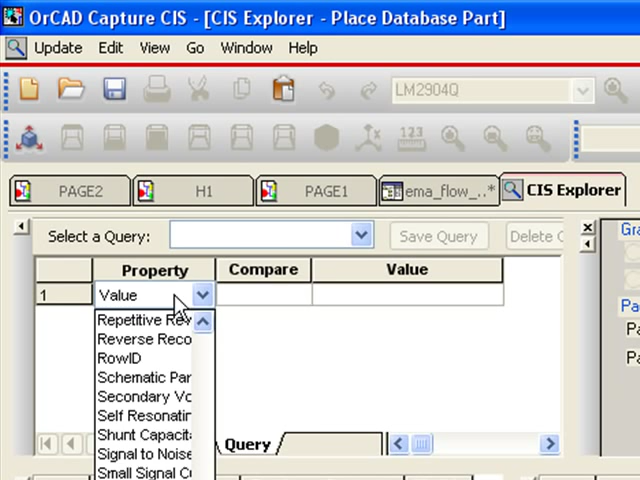 OrCAD Capture CIS - [CIS Explorer - Place Database Part]
Update Edit View Go Window Help
LM2904Q
123
PAGE2 H1 PAGE1 ema_flow_..* CIS Explorer
Select a Query: Save Query Delete
Property Compare Value
1 Value
Repetitive Rev
Reverse Reco
RowID
Schematic Par
Secondary Vo
Self Resonatin
Shunt Capacit
Signal to Noise
Small Signal Cu
Query
Gra
Pa
Pa
Pa